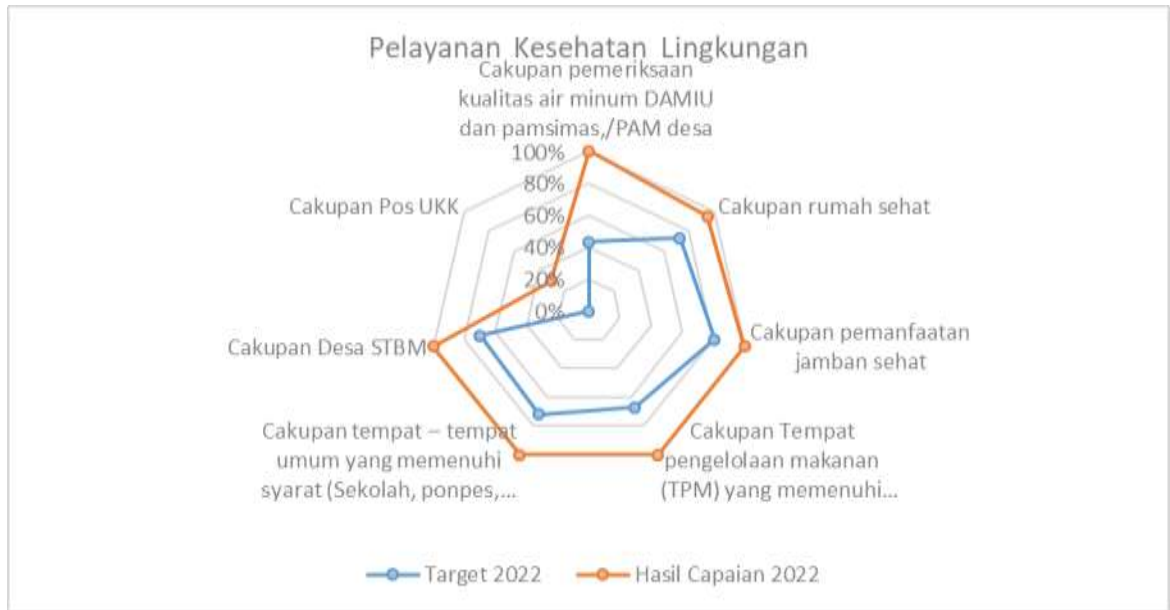 Pelayanan Kesehatan Lingkungan
Cakupan pemeriksaan
kualitas air minum DAMIU
dan pamsimas,/PAM desa
100%
80%
60%
40%
20%
0%
Cakupan rumah sehat
Cakupan pemanfaatan
jamban sehat
Cakupan Tempat
pengelolaan makanan
(TPM) yang memenuhi...
Cakupan tempat – tempat
umum yang memenuhi
syarat (Sekolah, ponpes,...
Cakupan Desa STBM
Cakupan Pos UKK
Target 2022
Hasil Capaian 2022